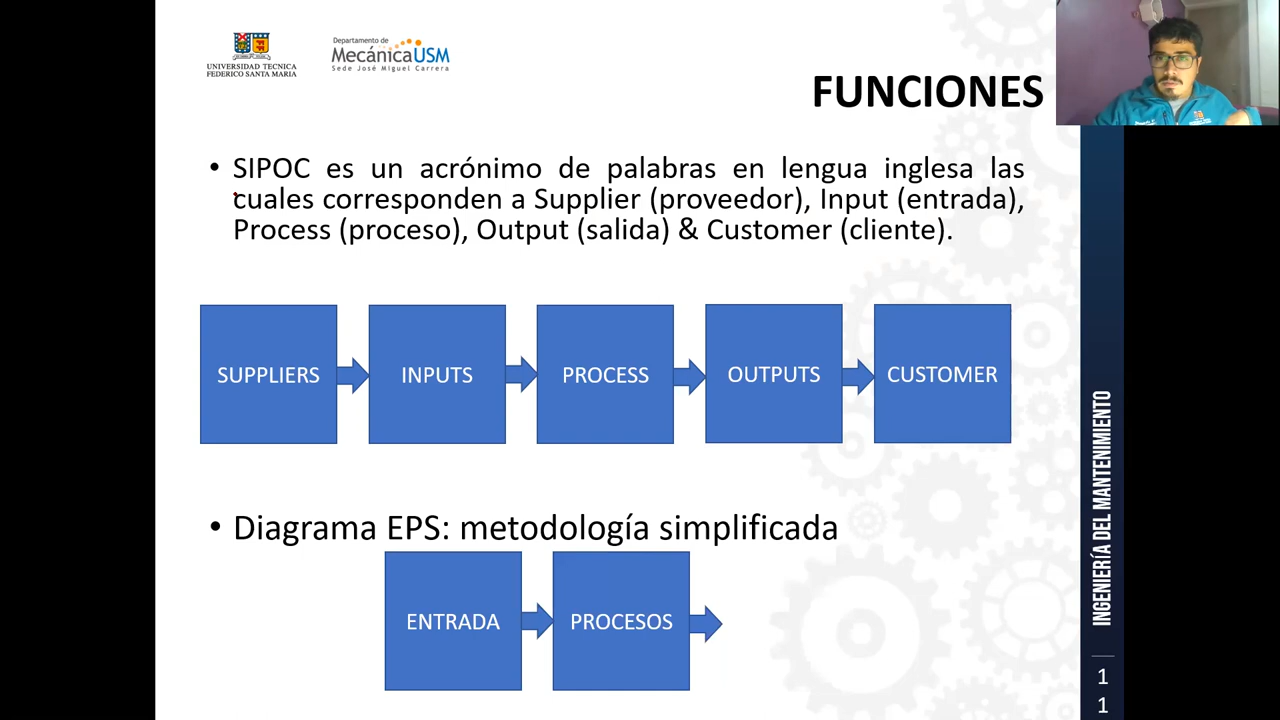 UNIVERSIDAD TECNICA
FEDERICO SANTA MARIA
Departamento de
MecánicaUSM
Sede José Miguel Carrera
FUNCIONES
• SIPOC es un acrónimo de palabras en lengua inglesa las
cuales corresponden a Supplier (proveedor), Input (entrada),
Process (proceso), Output (salida) & Customer (cliente).
SUPPLIERS
INPUTS
PROCESS
OUTPUTS
CUSTOMER
• Diagrama EPS: metodología simplificada
ENTRADA
PROCESOS
INGENIERÍA DEL MANTENIMIENTO
1
1